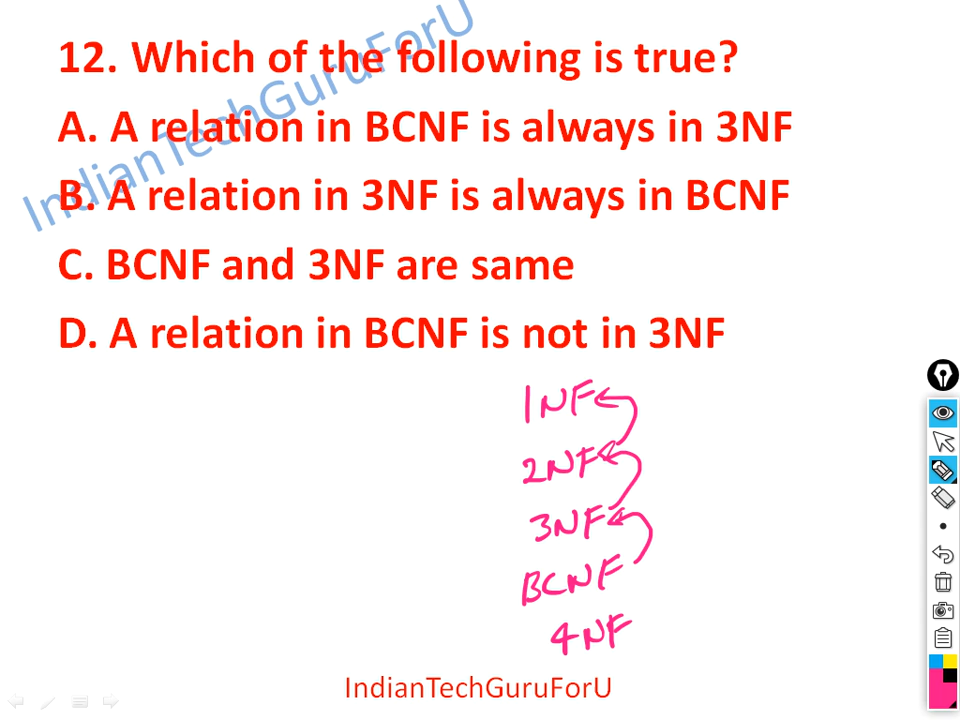 12. Which of the following is true?
A. A relation in BCNF is always in 3NF
B. A relation in 3NF is always in BCNF
C. BCNF and 3NF are same
D. A relation in BCNF is not in 3NF
IndianTechGuruForU
1NF
2NF
3NF
BCNF
4NF
IndianTechGuruForU